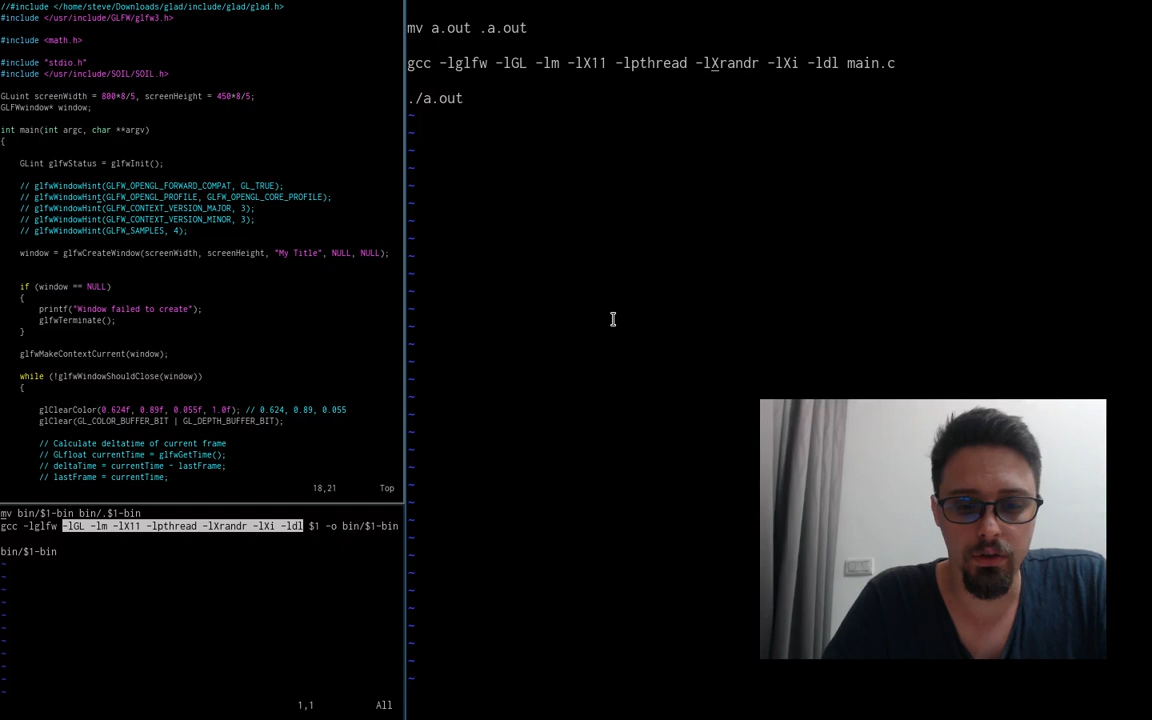 //#include </home/steve/Downloads/glad/include/glad/glad.h>
#include </usr/include/GLFW/glfw3.h>
#include <math.h>
#include "stdio.h"
#include </usr/include/SOIL/SOIL.h>
GLuint screenWidth = 800*8/5, screenHeight = 450*8/5;
GLFWwindow* window;
int main(int argc, char **argv)
{
GLint glfwStatus = glfwInit();
// glfwWindowHint(GLFW_OPENGL_FORWARD_COMPAT, GL_TRUE);
// glfwWindowHint(GLFW_OPENGL_PROFILE, GLFW_OPENGL_CORE_PROFILE);
// glfwWindowHint(GLFW_CONTEXT_VERSION_MAJOR, 3);
// glfwWindowHint(GLFW_CONTEXT_VERSION_MINOR, 3);
// glfwWindowHint(GLFW_SAMPLES, 4);
window = glfwCreateWindow(screenWidth, screenHeight, "My Title", NULL, NULL);
if (window == NULL)
{
printf("Window failed to create");
glfwTerminate();
}
glfwMakeContextCurrent(window);
while (!glfwWindowShouldClose(window))
{
glClearColor(0.624f, 0.89f, 0.055f, 1.0f); // 0.624, 0.89, 0.055
glClear(GL_COLOR_BUFFER_BIT | GL_DEPTH_BUFFER_BIT);
// Calculate deltatime of current frame
// GLfloat currentTime = glfwGetTime();
// deltaTime = currentTime - lastFrame;
// lastFrame = currentTime;
18,21 Top
mv bin/$1-bin bin/.$1-bin
gcc -lglfw -lGL -lm -lX11 -lpthread -lXrandr -lXi -ldl $1 -o bin/$1-bin
bin/$1-bin
1,1 All
mv a.out .a.out
gcc -lglfw -lGL -lm -lX11 -lpthread -lXrandr -lXi -ldl main.c
./a.out